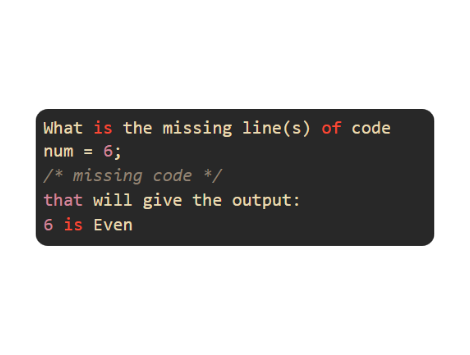 What is the missing line(s) of code
num = 6;
/* missing code */
that will give the output:
6 is Even